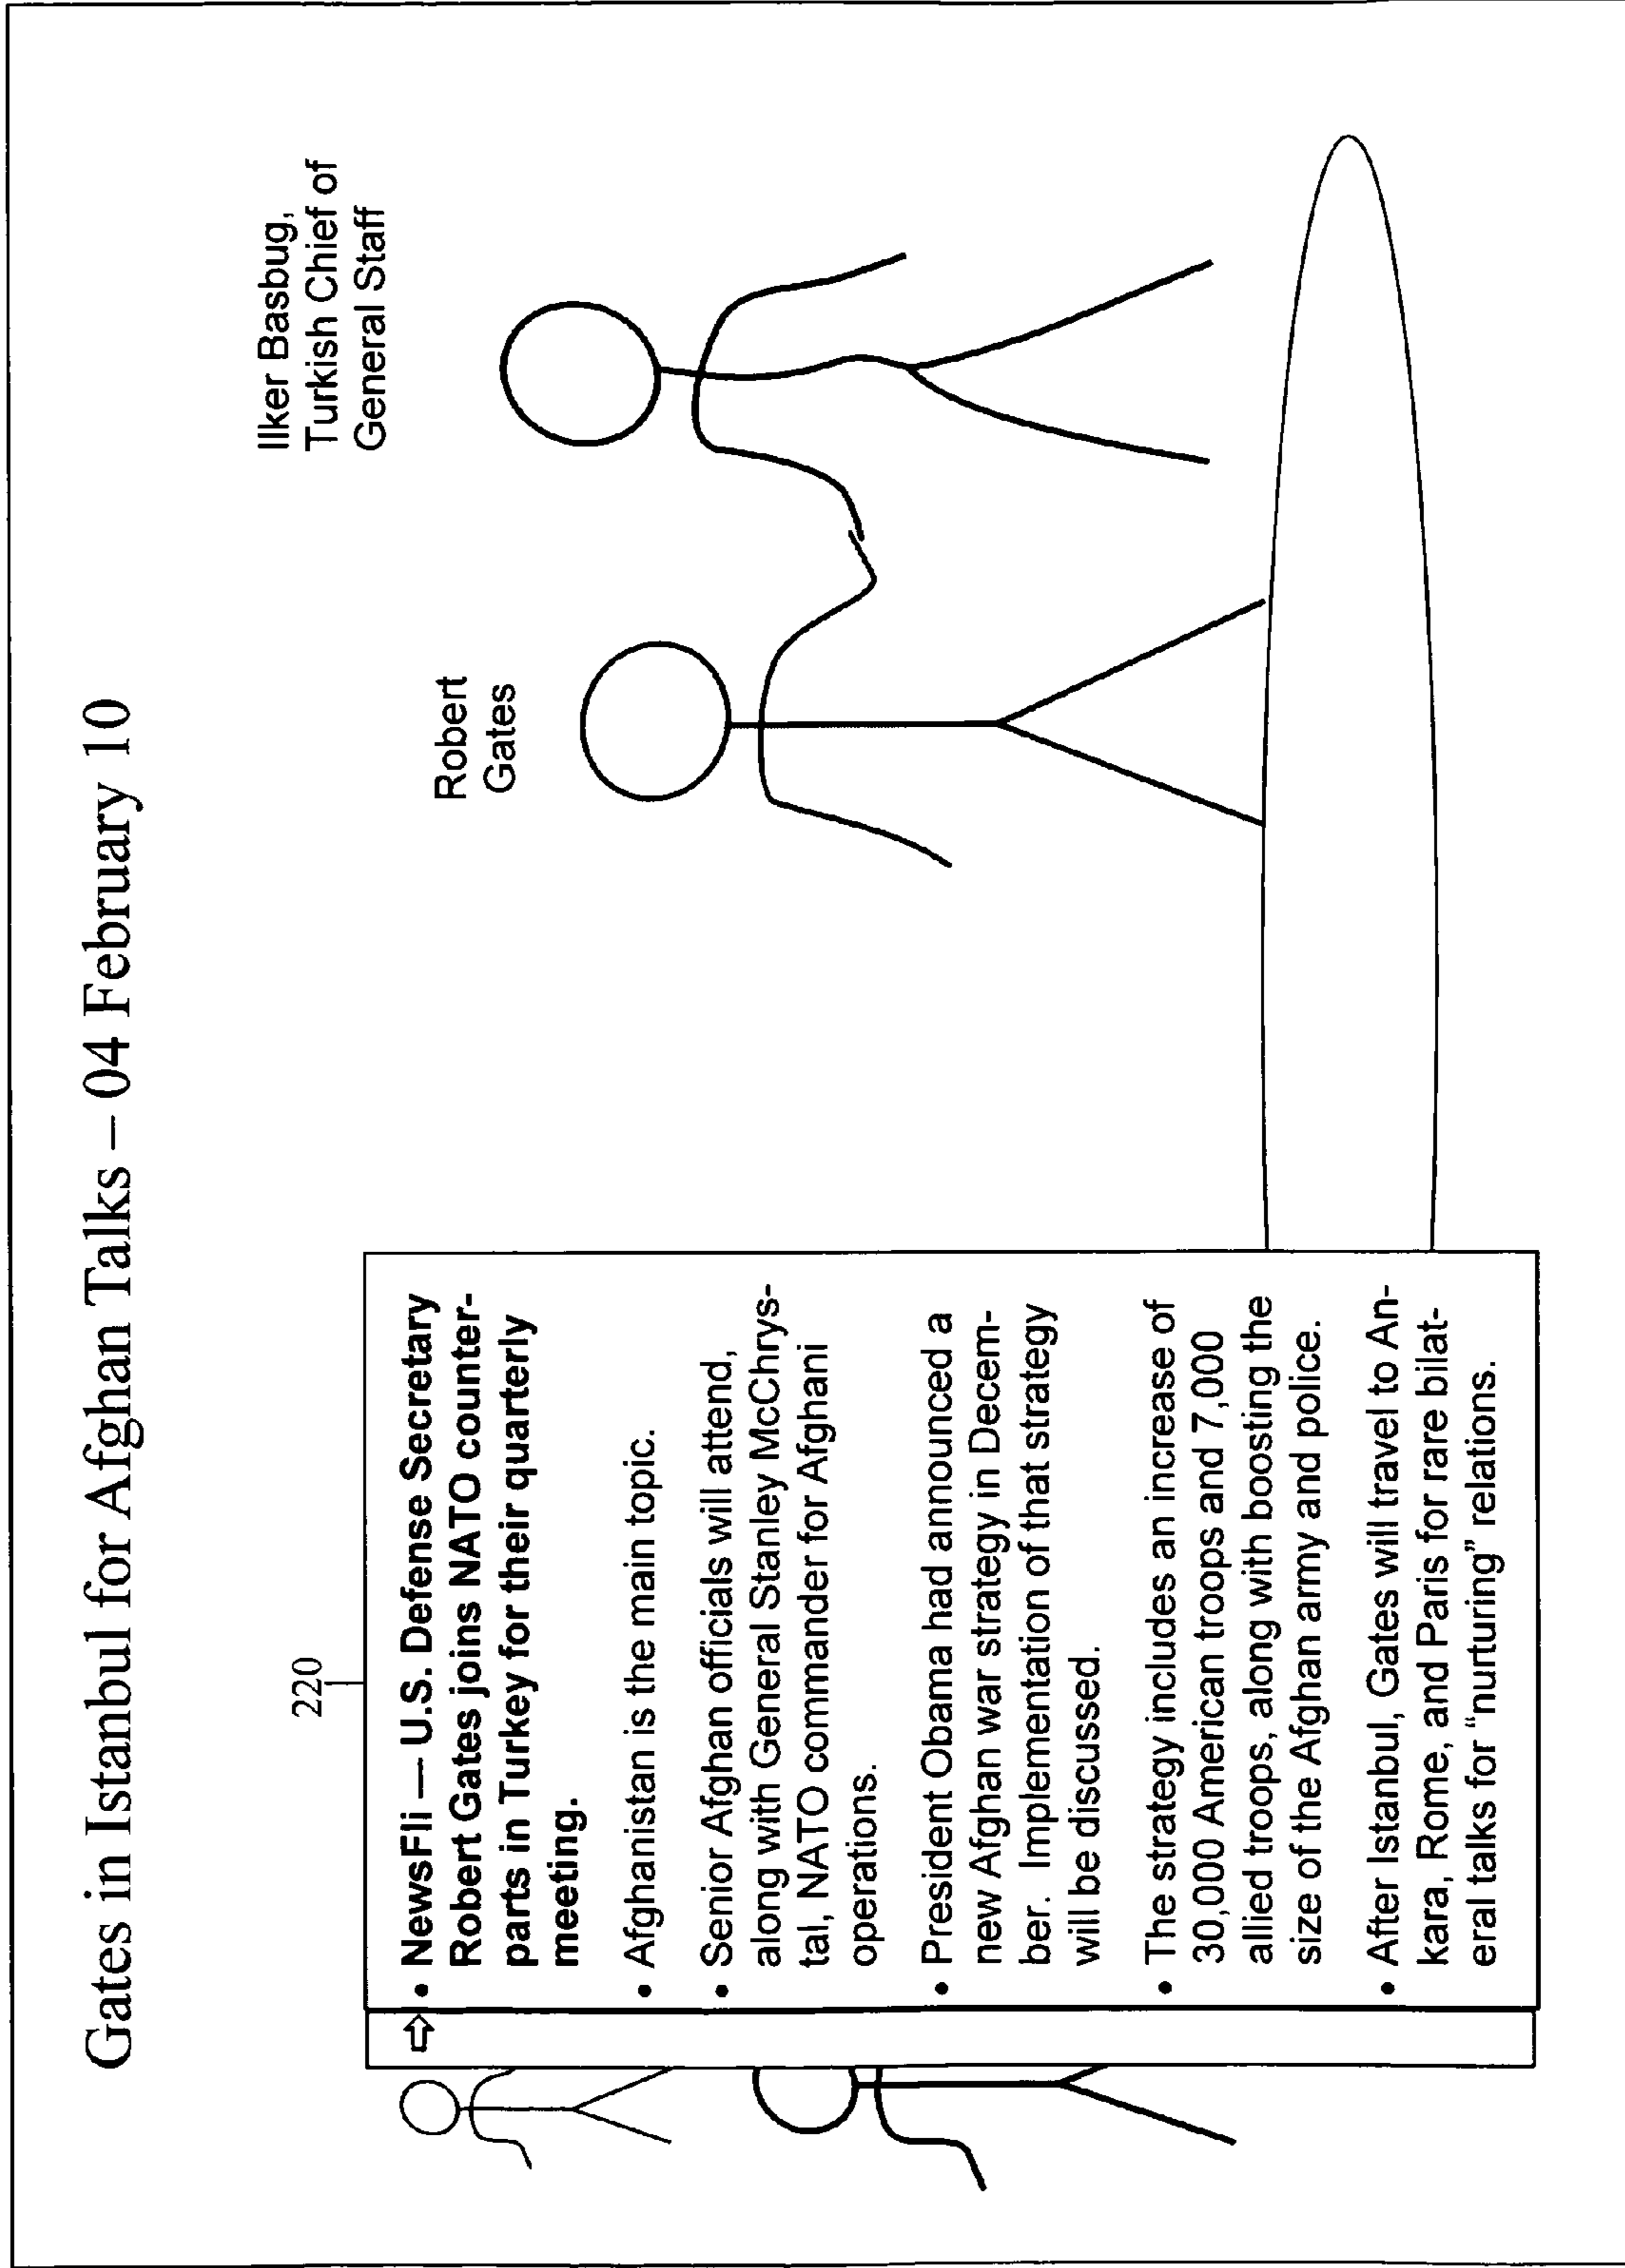 Gates in Istanbul for Afghan Talks – 04 February 10
220
• NewsFli — U.S. Defense Secretary
Robert Gates joins NATO counter-
parts in Turkey for their quarterly
meeting.
• Afghanistan is the main topic.
• Senior Afghan officials will attend,
along with General Stanley McChrys-
tal, NATO commander for Afghani
operations.
• President Obama had announced a
new Afghan war strategy in Decem-
ber.  Implementation of that strategy
will be discussed.
• The strategy includes an increase of
30,000 American troops and 7,000
allied troops, along with boosting the
size of the Afghan army and police.
• After Istanbul, Gates will travel to An-
kara, Rome, and Paris for rare bilat-
eral talks for “nurturing” relations.
Robert
Gates
Ilker Basbug,
Turkish Chief of
General Staff